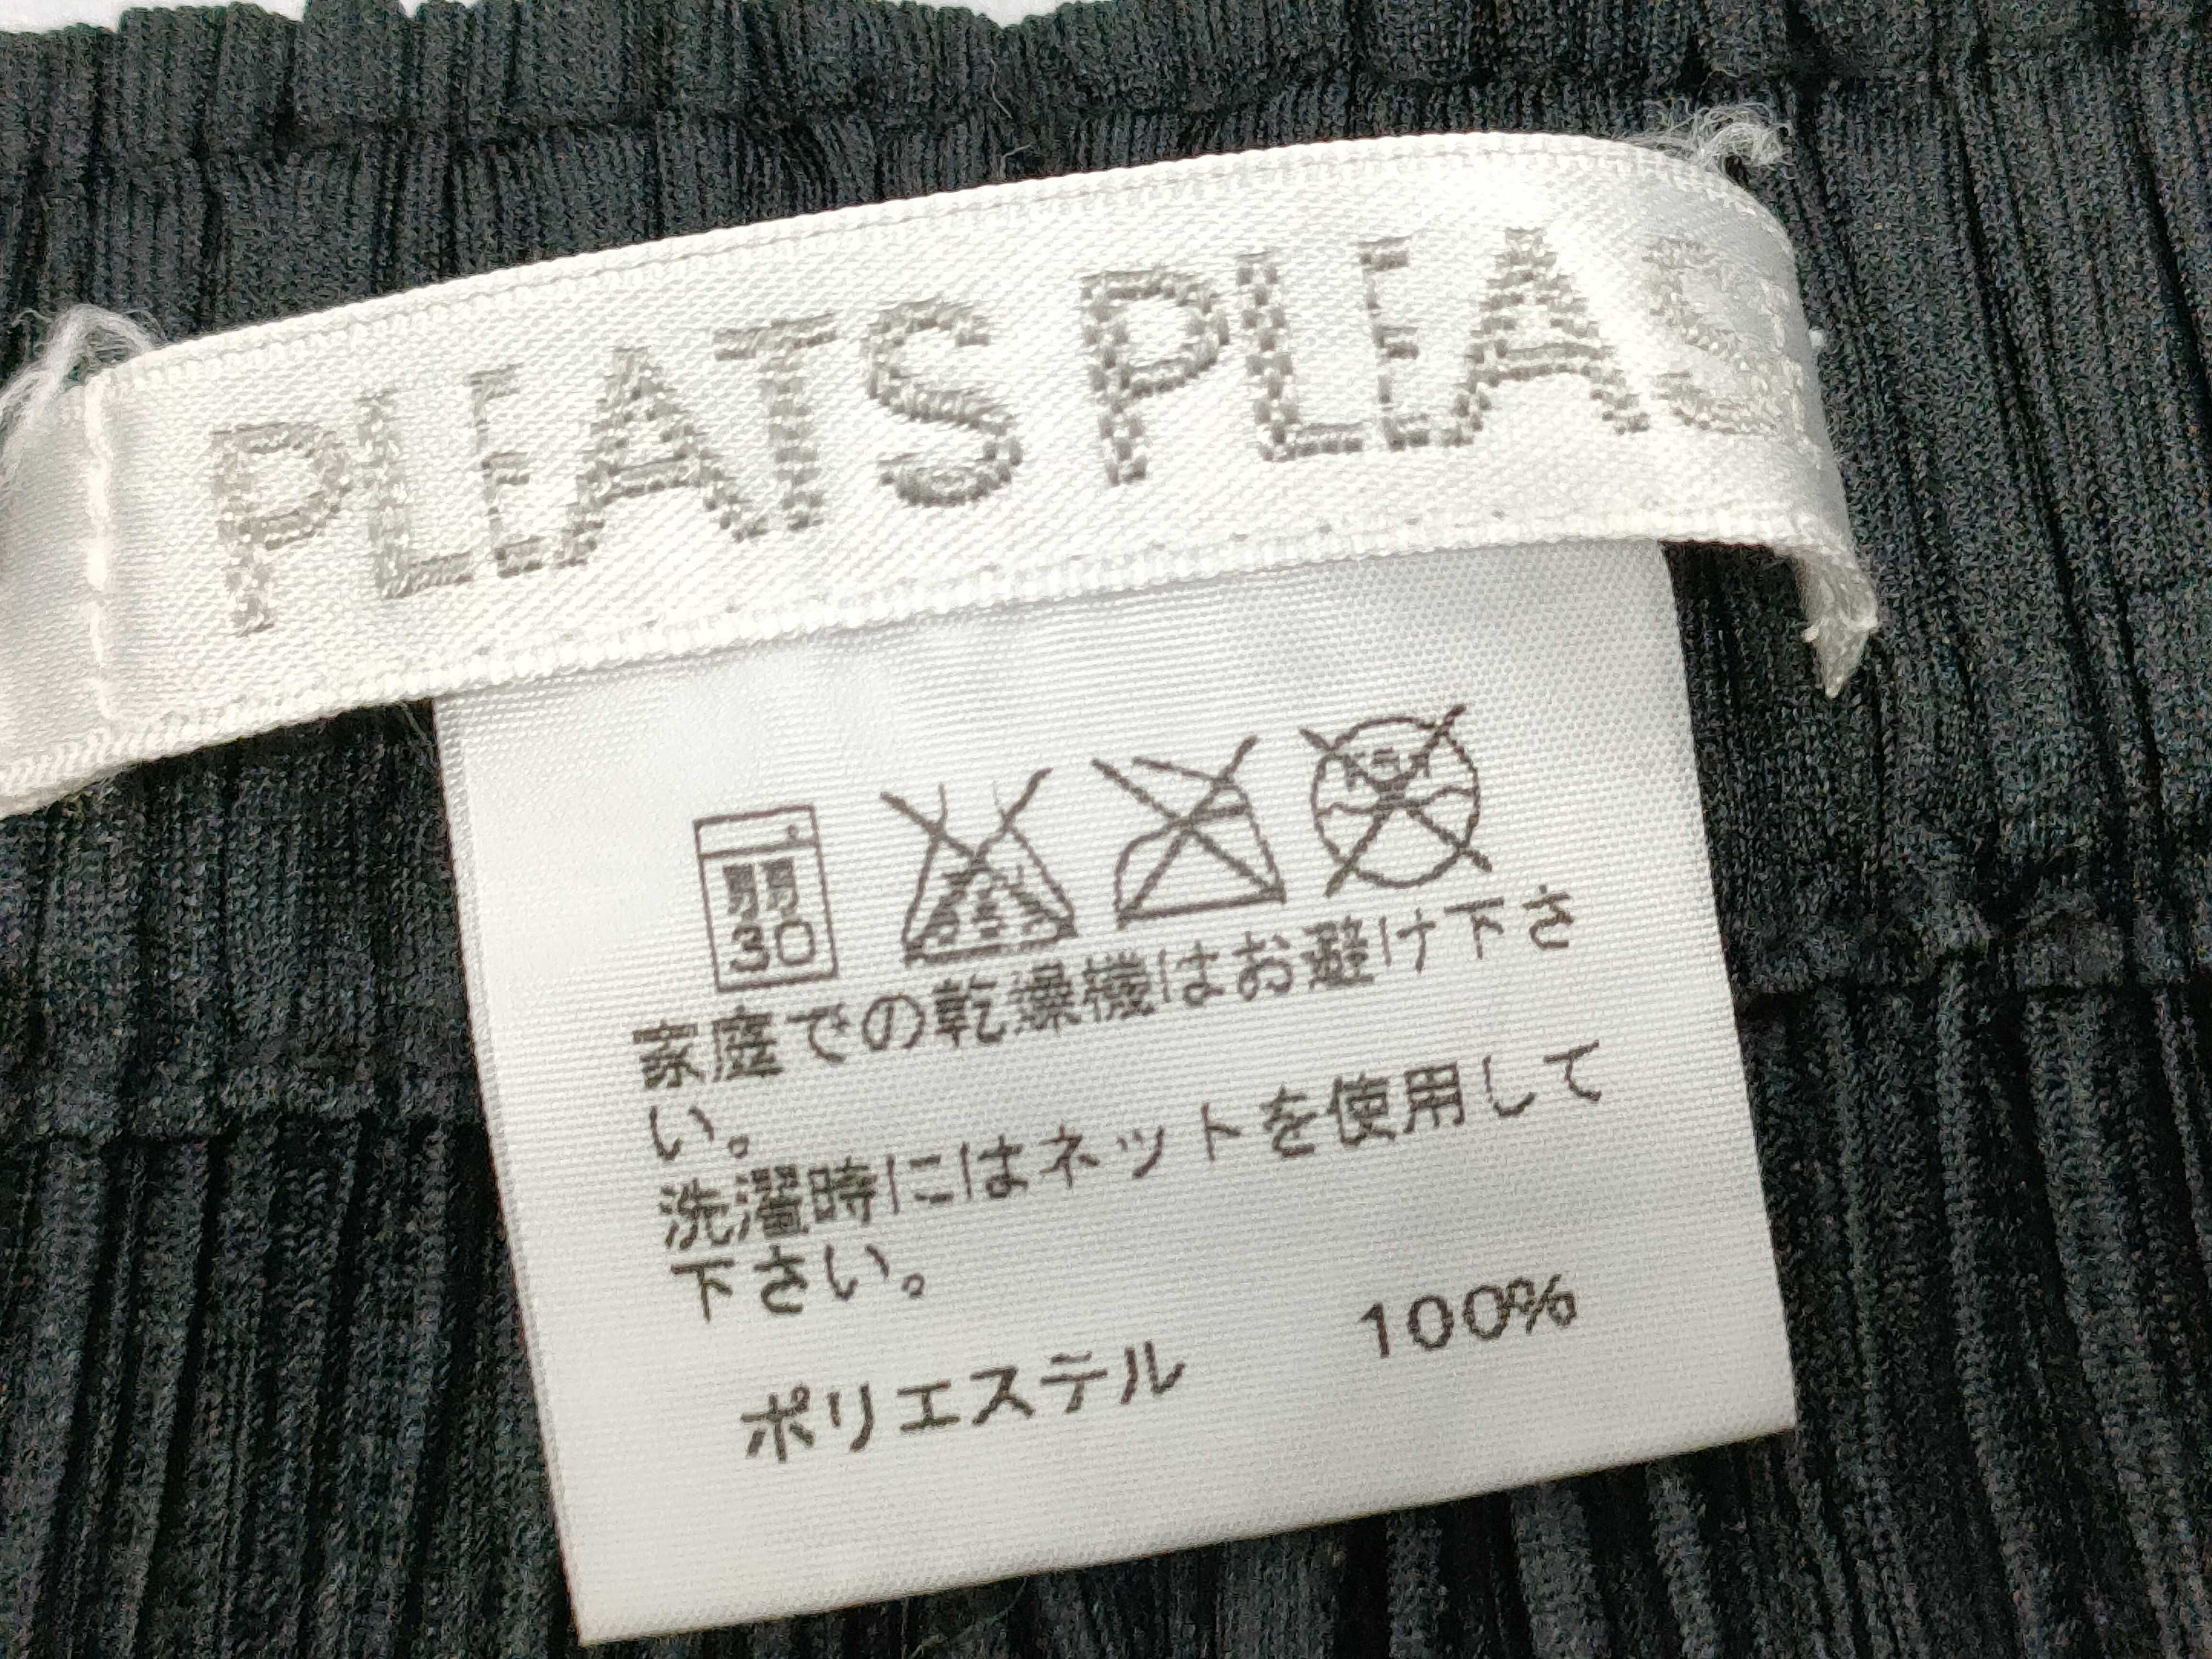 PLEATS PLEAS
弱
30
家庭での乾燥機はお避け下さ
い。
洗濯時にはネットを使用して
下さい。
ポリエステル 100%